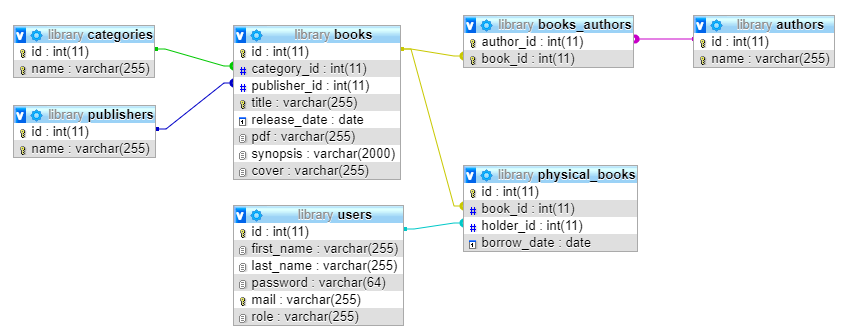 library categories
id : int(11)
name : varchar(255)
library publishers
id : int(11)
name : varchar(255)
library books
id : int(11)
category_id : int(11)
publisher_id : int(11)
title : varchar(255)
release_date : date
pdf : varchar(255)
synopsis : varchar(2000)
cover : varchar(255)
library users
id : int(11)
first_name : varchar(255)
last_name : varchar(255)
password : varchar(64)
mail : varchar(255)
role : varchar(255)
library books_authors
author_id : int(11)
book_id : int(11)
library authors
id : int(11)
name : varchar(255)
library physical_books
id : int(11)
book_id : int(11)
holder_id : int(11)
borrow_date : date